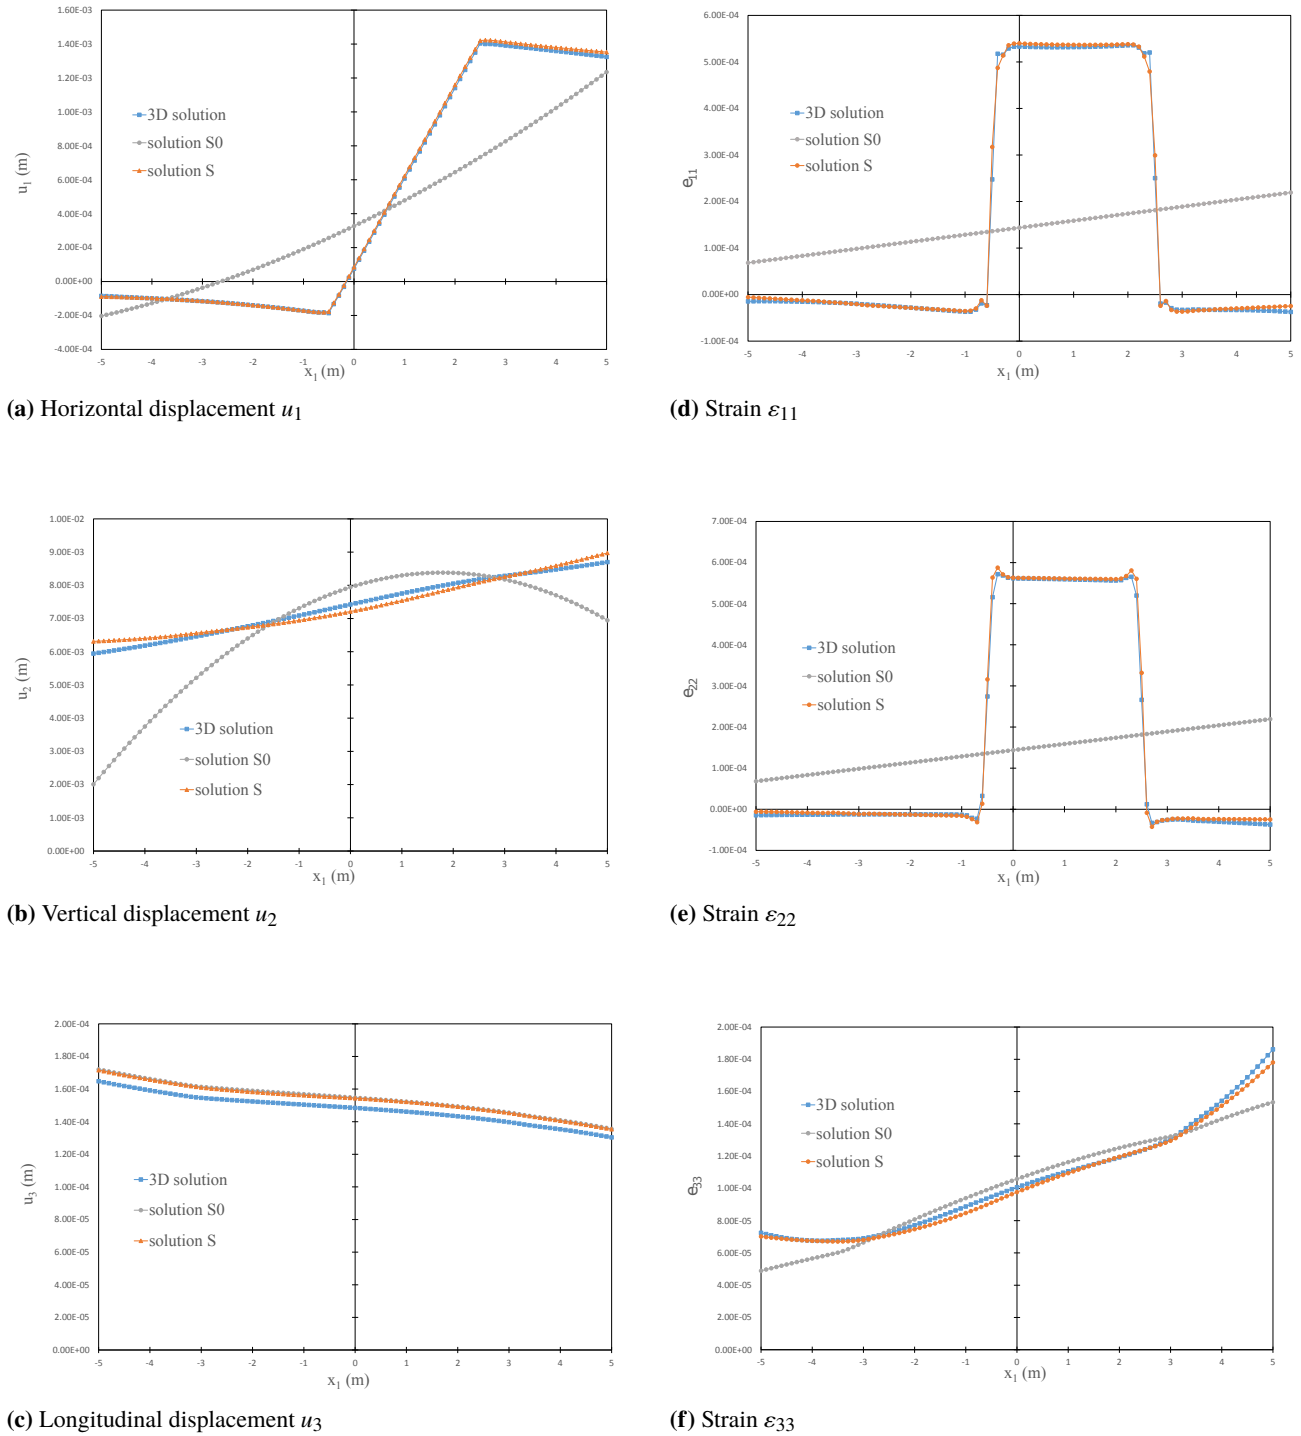 1.60E-03
1.40E-03
1.20E-03
1.00E-03
8.00E-04
6.00E-04
4.00E-04
2.00E-04
0.00E+00
-2.00E-04
-4.00E-04
-5 -4 -3 -2 -1 0 1 2 3 4 5
u1 (m)
x1 (m)
3D solution
solution S0
solution S
(a) Horizontal displacement u1
6.00E-04
5.00E-04
4.00E-04
3.00E-04
2.00E-04
1.00E-04
0.00E+00
-1.00E-04
-5 -4 -3 -2 -1 0 1 2 3 4 5
e11
x1 (m)
3D solution
solution S0
solution S
(d) Strain ε11
1.00E-02
9.00E-03
8.00E-03
7.00E-03
6.00E-03
5.00E-03
4.00E-03
3.00E-03
2.00E-03
1.00E-03
0.00E+00
-5 -4 -3 -2 -1 0 1 2 3 4 5
u2 (m)
x1 (m)
3D solution
solution S0
solution S
(b) Vertical displacement u2
7.00E-04
6.00E-04
5.00E-04
4.00E-04
3.00E-04
2.00E-04
1.00E-04
0.00E+00
-1.00E-04
-5 -4 -3 -2 -1 0 1 2 3 4 5
e22
x1 (m)
3D solution
solution S0
solution S
(e) Strain ε22
2.00E-04
1.80E-04
1.60E-04
1.40E-04
1.20E-04
1.00E-04
8.00E-05
6.00E-05
4.00E-05
2.00E-05
0.00E+00
-5 -4 -3 -2 -1 0 1 2 3 4 5
u3 (m)
x1 (m)
3D solution
solution S0
solution S
(c) Longitudinal displacement u3
2.00E-04
1.80E-04
1.60E-04
1.40E-04
1.20E-04
1.00E-04
8.00E-05
6.00E-05
4.00E-05
2.00E-05
0.00E+00
-5 -4 -3 -2 -1 0 1 2 3 4 5
e33
x1 (m)
3D solution
solution S0
solution S
(f) Strain ε33